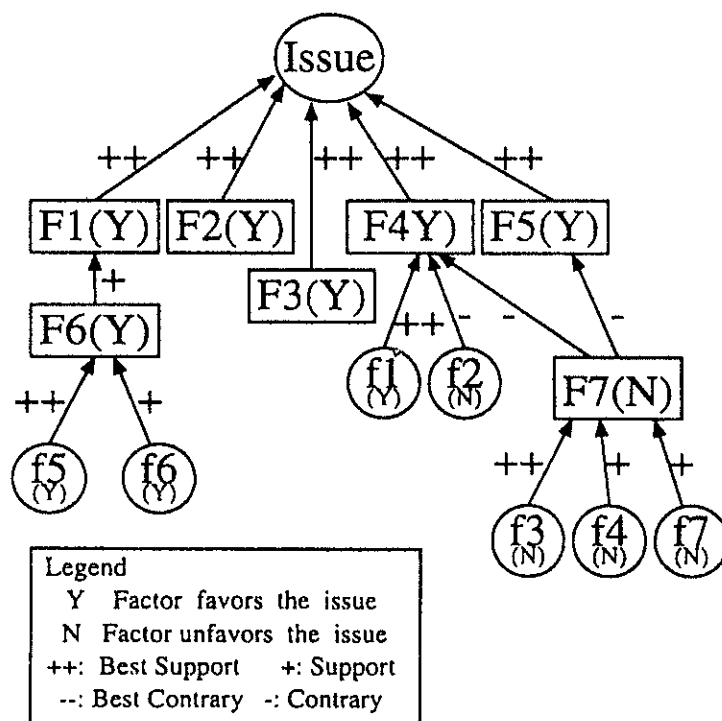 Issue
++ ++ ++ ++ ++
F1(Y) F2(Y) F4Y) F5(Y)
+ F3(Y)
F6(Y) ++ - - -
f1 f2 F7(N)
(Y) (N)
++ + ++ + +
f5 f6
(Y) (Y)
f3 f4 f7
(N) (N) (N)
Legend
Y Factor favors the issue
N Factor unfavors the issue
++: Best Support +: Support
--: Best Contrary -: Contrary